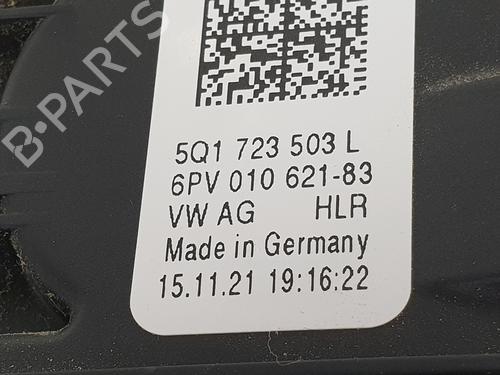 B-PARTS
5Q1 723 503 L
6PV 010 621-83
VW AG HLR
Made in Germany
15.11.21 19:16:22